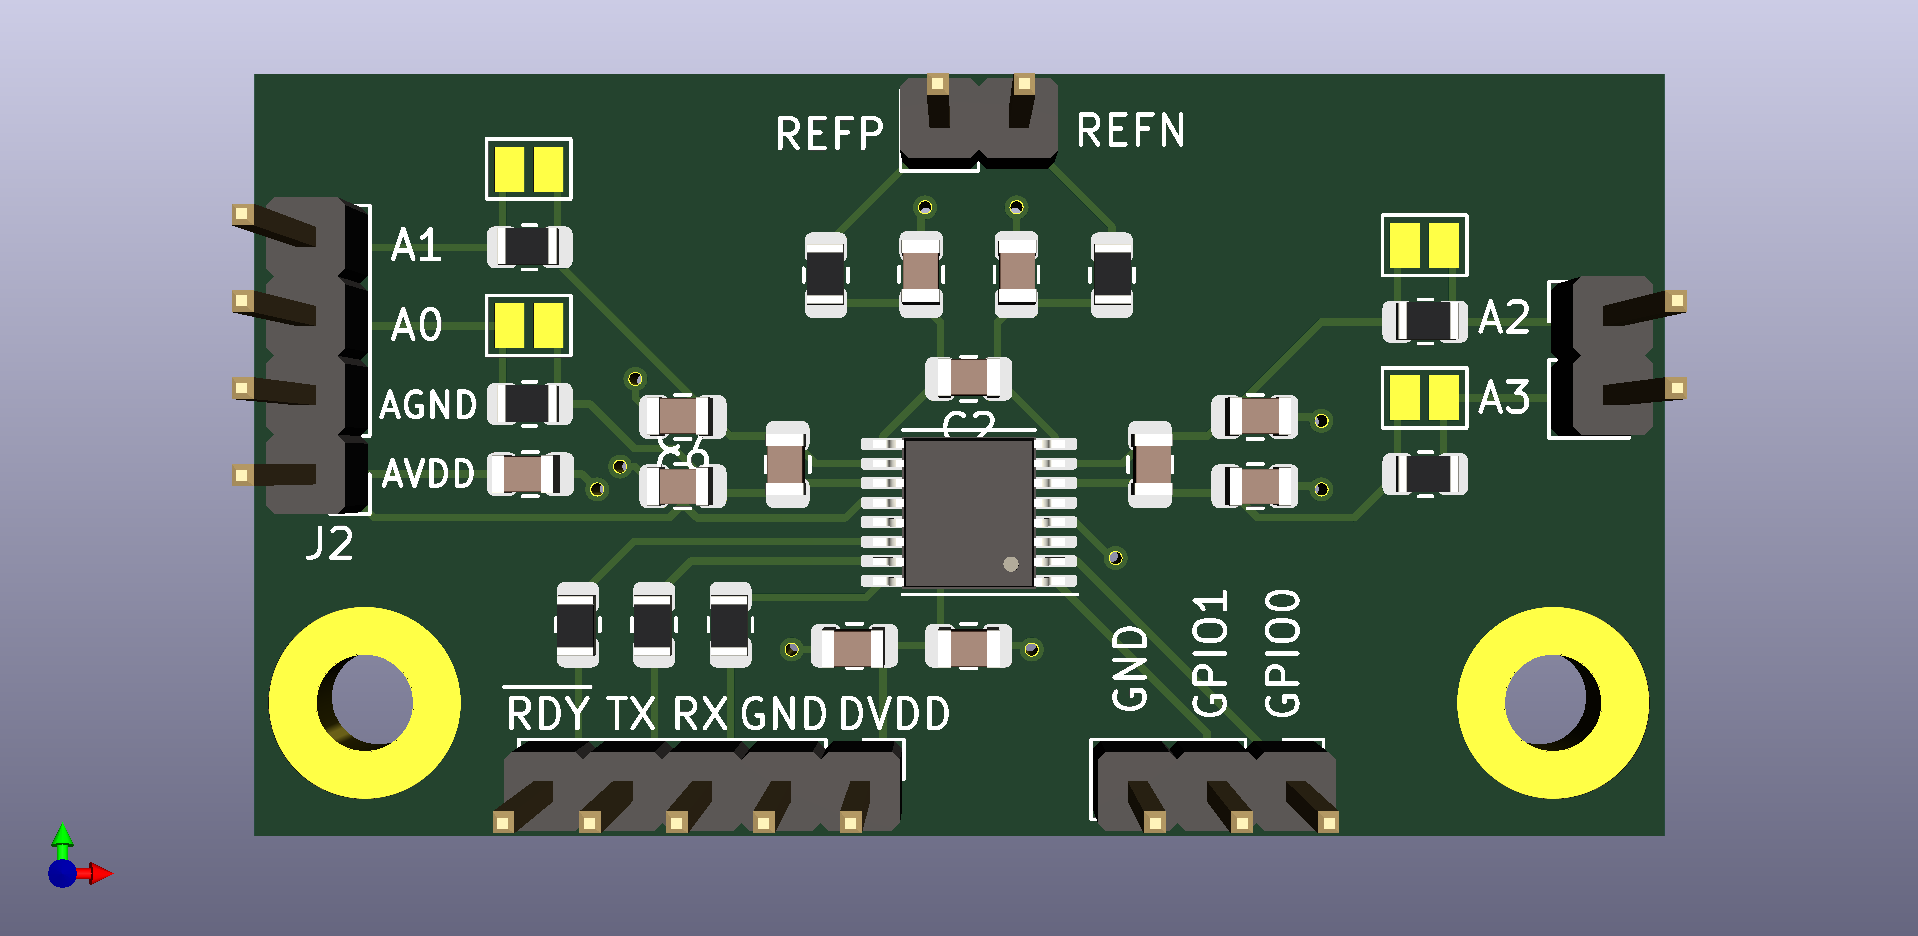 REFP
REFN
A1
A0
A2
A3
AGND
AVDD
C2
J2
RDY TX RX GND DVDD
GND
GPIO1
GPIO0